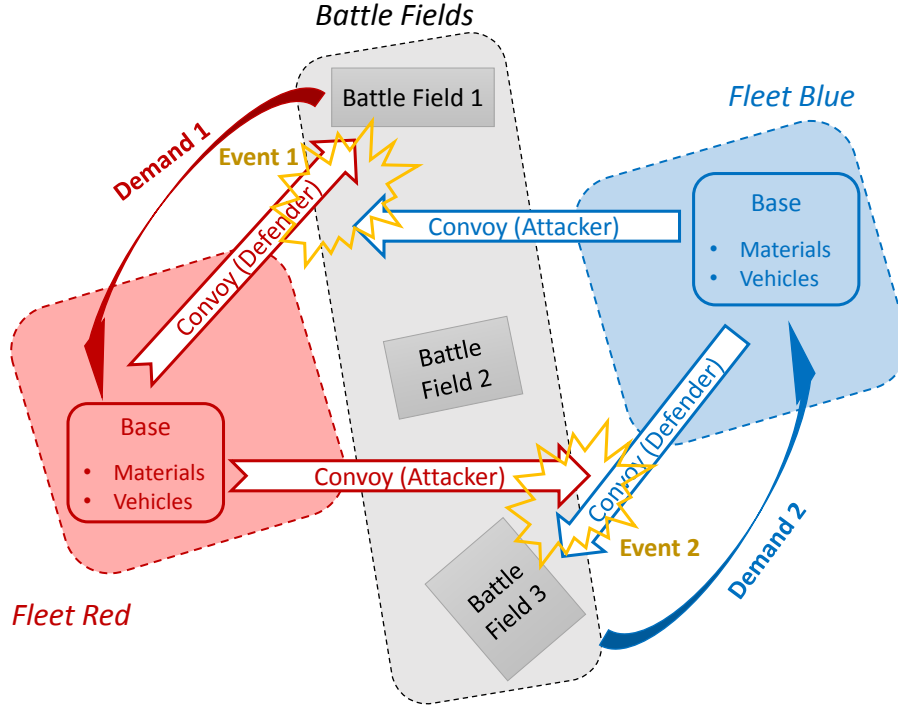 Battle Fields
Battle Field 1
Fleet Blue
Demand 1
Event 1
Convoy (Defender)
Convoy (Attacker)
Base
• Materials
• Vehicles
Battle
Field 2
Convoy (Defender)
Base
• Materials
• Vehicles
Convoy (Attacker)
Event 2
Demand 2
Battle
Field 3
Fleet Red